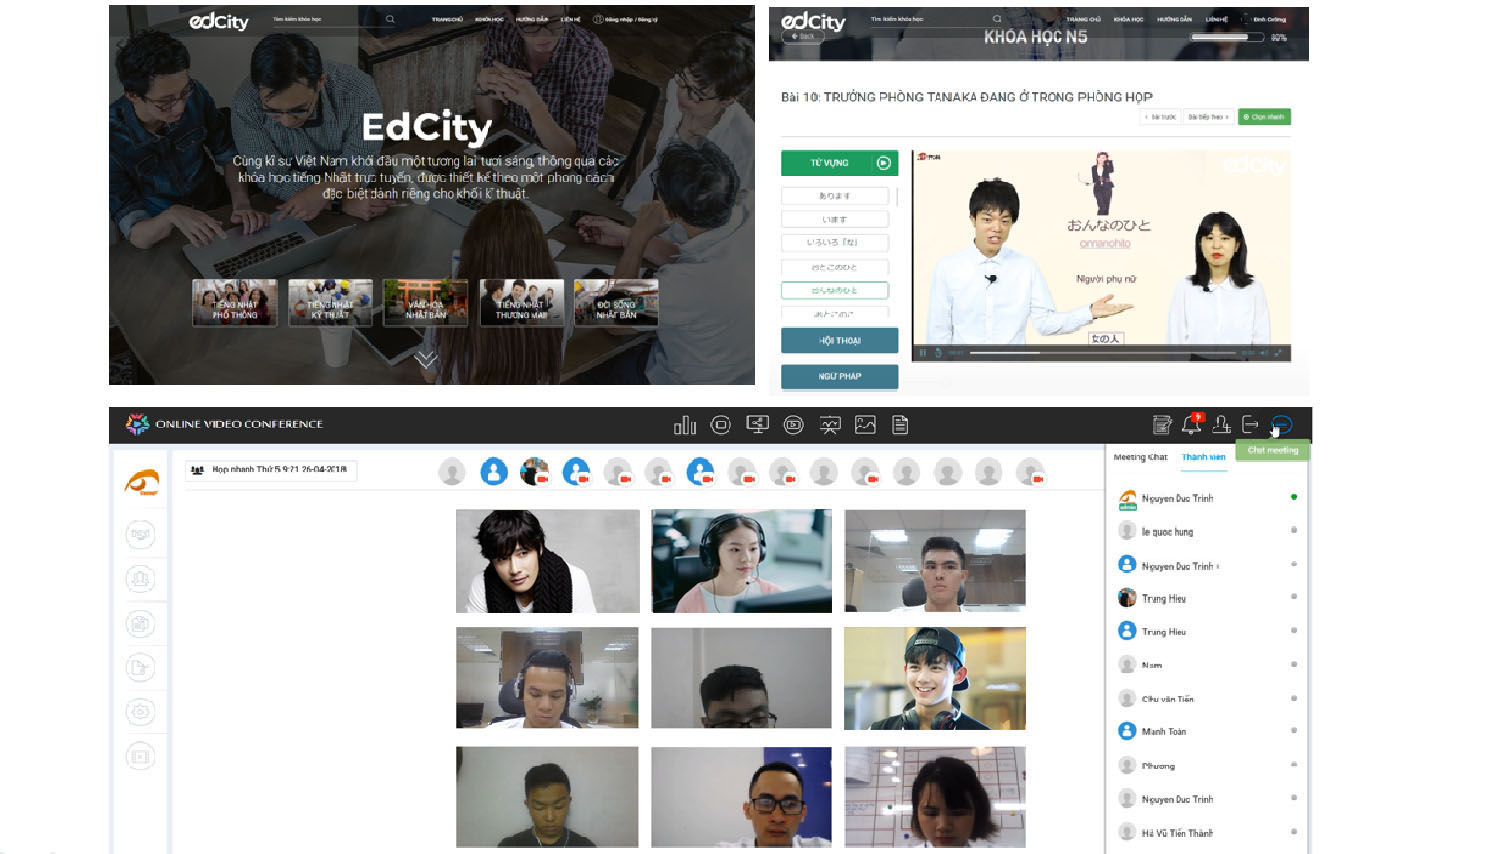 edCity
Tìm kiếm khóa học
TRANG CHỦ KHÓA HỌC HƯỚNG DẪN LIÊN HỆ Đăng nhập / Đăng ký
EdCity
Cùng kĩ sư Việt Nam khởi đầu một tương lai tươi sáng, thông qua các
khóa học tiếng Nhật trực tuyến, được thiết kế theo một phong cách
đặc biệt dành riêng cho khối kĩ thuật.
TIẾNG NHẬT
PHỔ THÔNG
TIẾNG NHẬT
KỸ THUẬT
VĂN HÓA
NHẬT BẢN
TIẾNG NHẬT
THƯƠNG MẠI
ĐỜI SỐNG
NHẬT BẢN
edCity
Tìm kiếm khóa học
TRANG CHỦ KHÓA HỌC HƯỚNG DẪN LIÊN HỆ Đình Cường
Back
KHÓA HỌC N5
80%
Bài 10: TRƯỞNG PHÒNG TANAKA ĐANG Ở TRONG PHÒNG HỌP
‹ Bài trước Bài tiếp theo › Chọn nhanh
TỪ VỰNG
あります
います
いろいろ「な」
おとこのひと
おんなのひと
おとこのこ
HỘI THOẠI
NGỮ PHÁP
edCity
おんなのひと
onnanohito
Người phụ nữ
女の人
ONLINE VIDEO CONFERENCE
9
Chat meeting
Họp nhanh Thứ 5 9:21 26-04-2018
Meeting Chat Thành viên
Nguyen Duc Trinh
admin
le quoc hung
Nguyen Duc Trinh
Trung Hieu
Trung Hieu
Nam
Chu văn Tiến
Mạnh Toàn
Phương
Nguyen Duc Trinh
Hà Vũ Tiến Thành